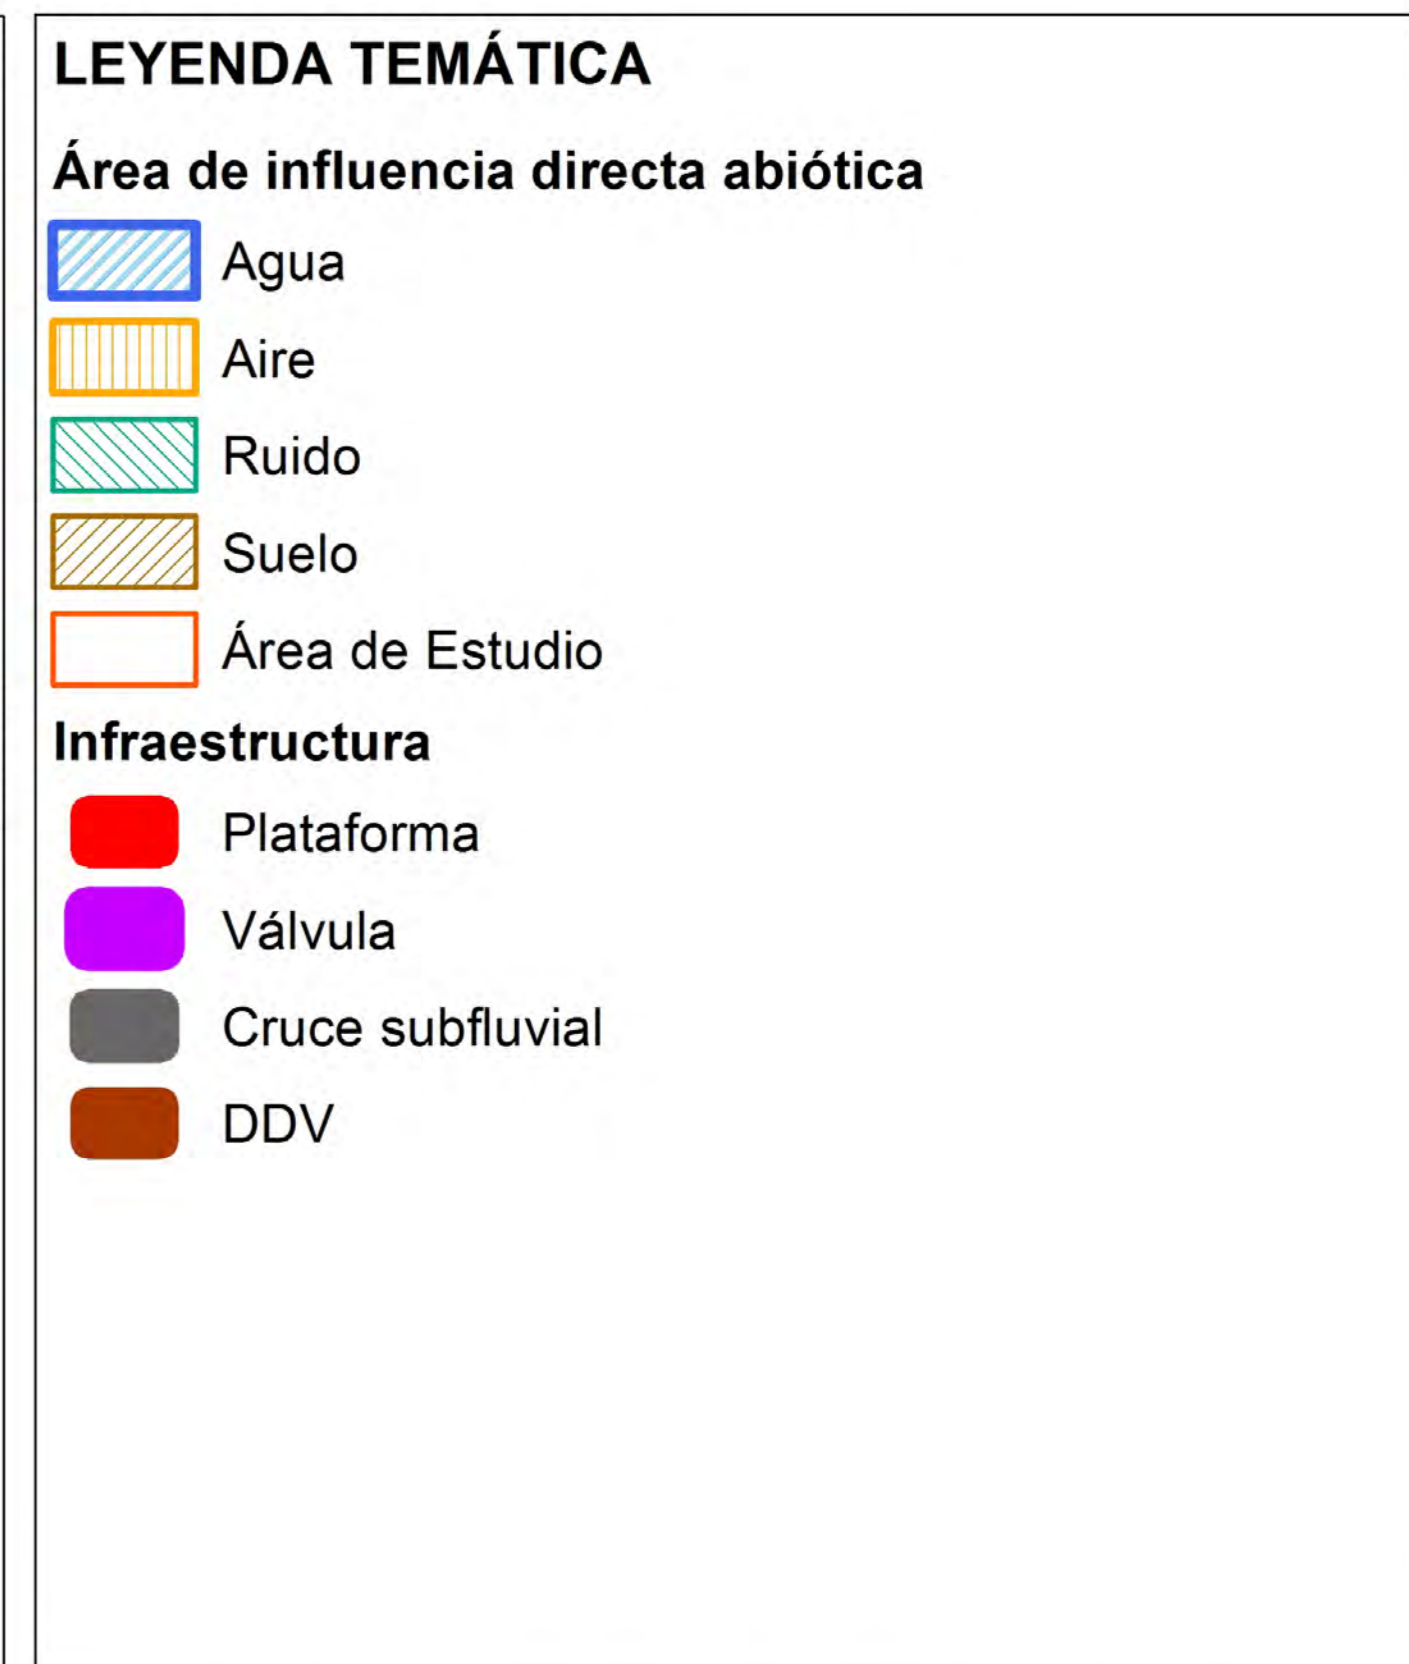 LEYENDA TEMÁTICA
Área de influencia directa abiótica
Agua
Aire
Ruido
Suelo
Área de Estudio
Infraestructura
Plataforma
Válvula
Cruce subfluvial
DDV